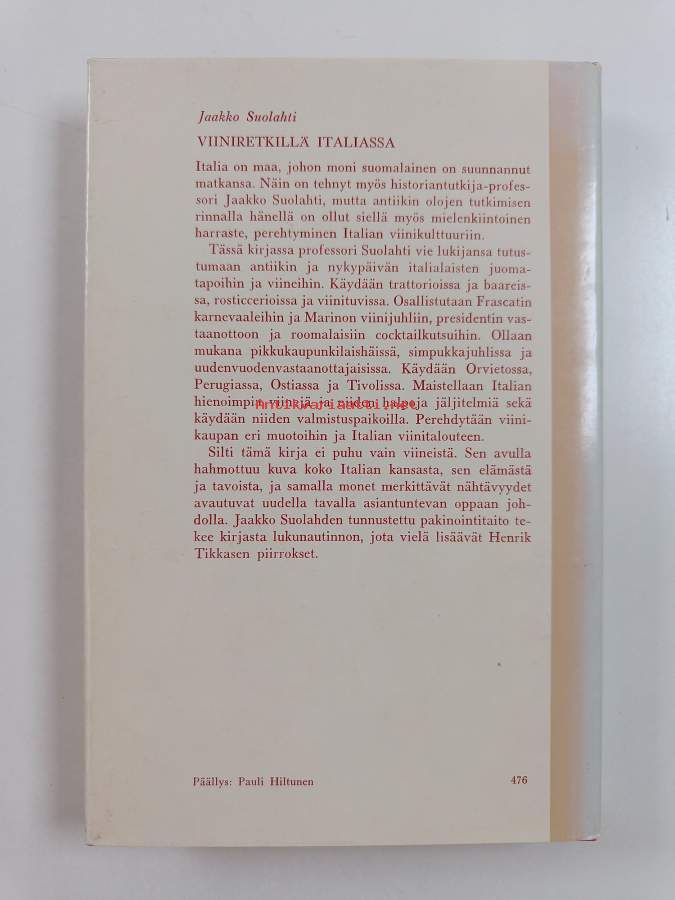 Jaakko Suolahti
VIINIRETKILLÄ ITALIASSA
Italia on maa, johon moni suomalainen on suunnannut
matkansa. Näin on tehnyt myös historiantutkija-profes-
sori Jaakko Suolahti, mutta antiikin olojen tutkimisen
rinnalla hänellä on ollut siellä myös mielenkiintoinen
harraste, perehtyminen Italian viinikulttuuriin.
Tässä kirjassa professori Suolahti vie lukijansa tutus-
tumaan antiikin ja nykypäivän italialaisten juoma-
tapoihin ja viineihin. Käydään trattorioissa ja baareis-
sa, rosticcerioissa ja viinituvissa. Osallistutaan Frascatin
karnevaaleihin ja Marinon viinijuhliin, presidentin vas-
taanottoon ja roomalaisiin cocktailkutsuihin. Ollaan
mukana pikkukaupunkilaishäissä, simpukkajuhlissa ja
uudenvuodenvastaanottajaisissa. Käydään Orvietossa,
Perugiassa, Ostiassa ja Tivolissa. Maistellaan Italian
hienoimpia viinejä ja niiden halpoja jäljitelmiä sekä
Antikvariaatti.net
käydään niiden valmistuspaikoilla. Perehdytään viini-
kaupan eri muotoihin ja Italian viinitalouteen.
Silti tämä kirja ei puhu vain viineistä. Sen avulla
hahmottuu kuva koko Italian kansasta, sen elämästä
ja tavoista, ja samalla monet merkittävät nähtävyydet
avautuvat uudella tavalla asiantuntevan oppaan joh-
dolla. Jaakko Suolahden tunnustettu pakinointitaito te-
kee kirjasta lukunautinnon, jota vielä lisäävät Henrik
Tikkasen piirrokset.
Päällys: Pauli Hiltunen
476